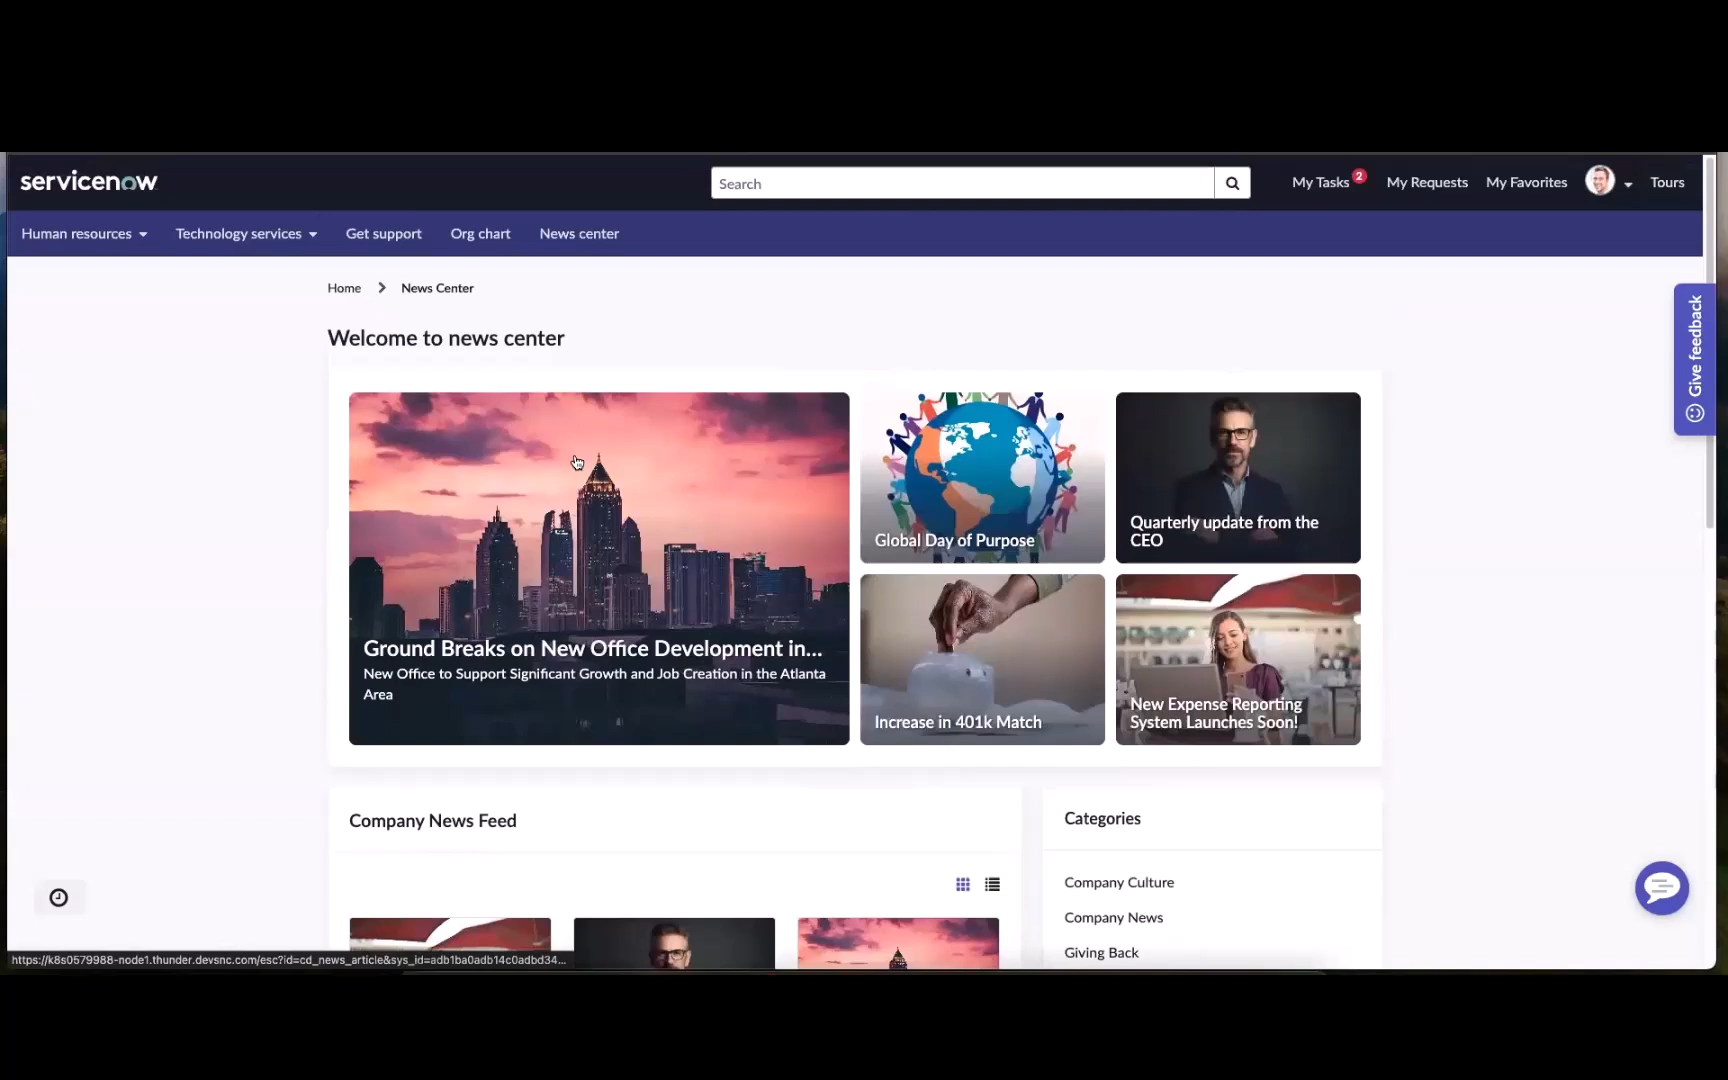 servicenow
Search
My Tasks 2
My Requests
My Favorites
Tours
Human resources
Technology services
Get support
Org chart
News center
Home > News Center
Give feedback
Welcome to news center
Ground Breaks on New Office Development in...
New Office to Support Significant Growth and Job Creation in the Atlanta
Area
Global Day of Purpose
Quarterly update from the
CEO
Increase in 401k Match
New Expense Reporting
System Launches Soon!
Company News Feed
Categories
Company Culture
Company News
Giving Back
https://k8s0579988-node1.thunder.devsnc.com/esc?id=cd_news_article&sys_id=adb1ba0adb14c0adbd34...